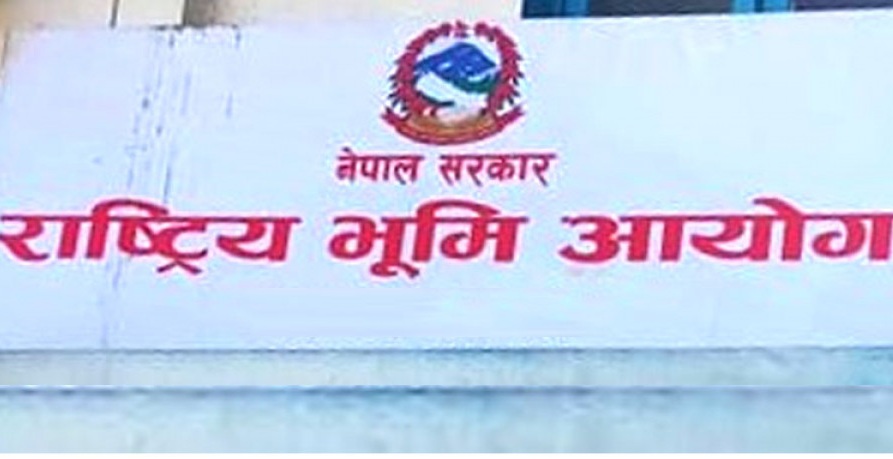 नेपाल सरकार
राष्ट्रिय भूमि आयोग